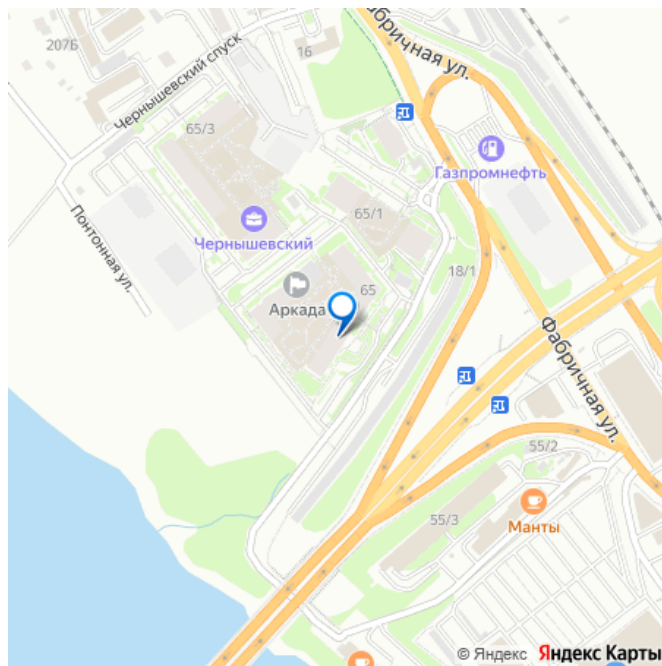 207Б
Чернышевский спуск
16
Фабричная ул.
65/3
Газпромнефть
Понтонная ул.
65/1
Чернышевский
18/1
65
Аркада
Фабричная ул.
55/2
55/3
Манты
© Яндекс Яндекс Карты